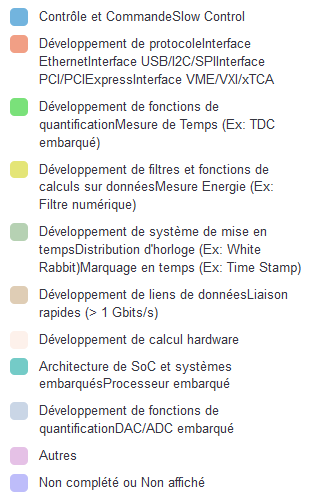 Contrôle et CommandeSlow Control
Développement de protocoleInterface
EthernetInterface USB/I2C/SPIInterface
PCI/PCIExpressInterface VME/VXI/xTCA
Développement de fonctions de
quantificationMesure de Temps (Ex: TDC
embarqué)
Développement de filtres et fonctions de
calculs sur donnéesMesure Energie (Ex:
Filtre numérique)
Développement de système de mise en
tempsDistribution d'horloge (Ex: White
Rabbit)Marquage en temps (Ex: Time Stamp)
Développement de liens de donnéesLiaison
rapides (> 1 Gbits/s)
Développement de calcul hardware
Architecture de SoC et systèmes
embarquésProcesseur embarqué
Développement de fonctions de
quantificationDAC/ADC embarqué
Autres
Non complété ou Non affiché